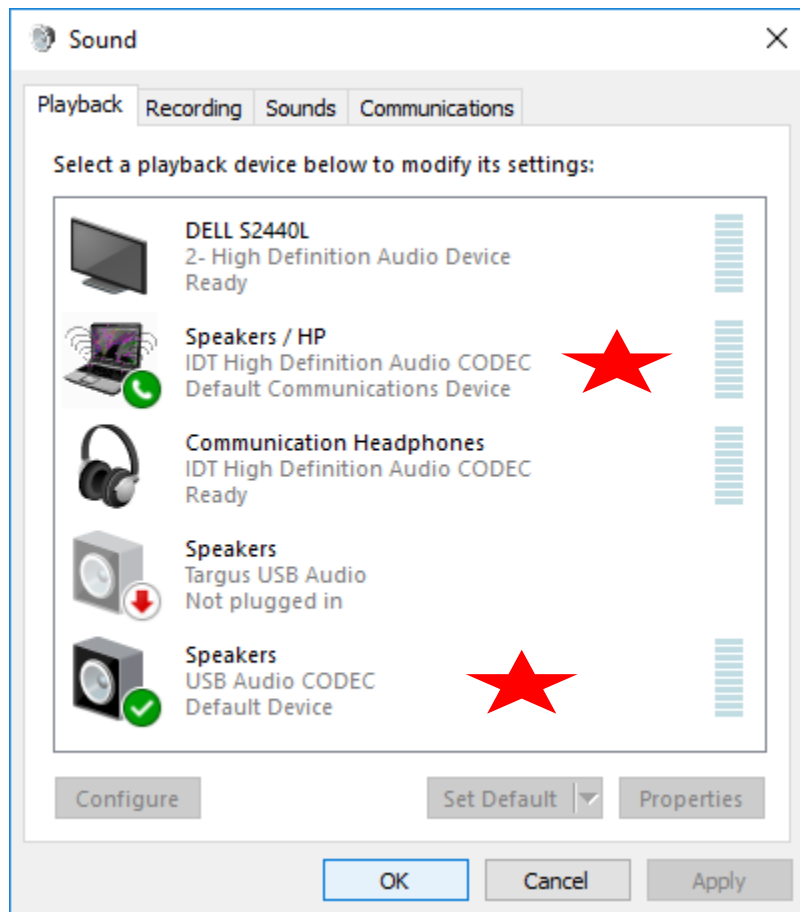 Sound
Playback Recording Sounds Communications
Select a playback device below to modify its settings:
DELL S2440L
2- High Definition Audio Device
Ready
Speakers / HP
IDT High Definition Audio CODEC
Default Communications Device
Communication Headphones
IDT High Definition Audio CODEC
Ready
Speakers
Targus USB Audio
Not plugged in
Speakers
USB Audio CODEC
Default Device
Configure Set Default Properties
OK Cancel Apply